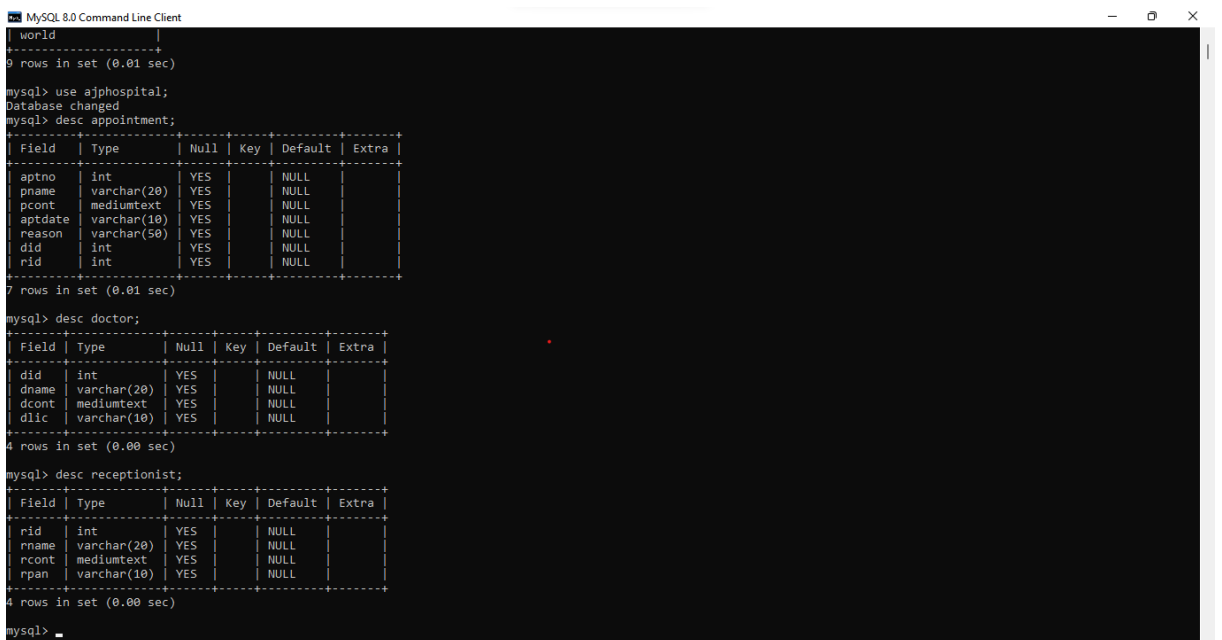 MySQL 8.0 Command Line Client
| world               |
+---------------------+
9 rows in set (0.01 sec)
mysql> use ajphospital;
Database changed
mysql> desc appointment;
+---------+-------------+------+-----+---------+-------+
| Field   | Type        | Null | Key | Default | Extra |
+---------+-------------+------+-----+---------+-------+
| aptno   | int         | YES  |     | NULL    |       |
| pname   | varchar(20) | YES  |     | NULL    |       |
| pcont   | mediumtext  | YES  |     | NULL    |       |
| aptdate | varchar(10) | YES  |     | NULL    |       |
| reason  | varchar(50) | YES  |     | NULL    |       |
| did     | int         | YES  |     | NULL    |       |
| rid     | int         | YES  |     | NULL    |       |
+---------+-------------+------+-----+---------+-------+
7 rows in set (0.01 sec)
mysql> desc doctor;
+-------+-------------+------+-----+---------+-------+
| Field | Type        | Null | Key | Default | Extra |
+-------+-------------+------+-----+---------+-------+
| did   | int         | YES  |     | NULL    |       |
| dname | varchar(20) | YES  |     | NULL    |       |
| dcont | mediumtext  | YES  |     | NULL    |       |
| dlic  | varchar(10) | YES  |     | NULL    |       |
+-------+-------------+------+-----+---------+-------+
4 rows in set (0.00 sec)
mysql> desc receptionist;
+-------+-------------+------+-----+---------+-------+
| Field | Type        | Null | Key | Default | Extra |
+-------+-------------+------+-----+---------+-------+
| rid   | int         | YES  |     | NULL    |       |
| rname | varchar(20) | YES  |     | NULL    |       |
| rcont | mediumtext  | YES  |     | NULL    |       |
| rpan  | varchar(10) | YES  |     | NULL    |       |
+-------+-------------+------+-----+---------+-------+
4 rows in set (0.00 sec)
mysql> _